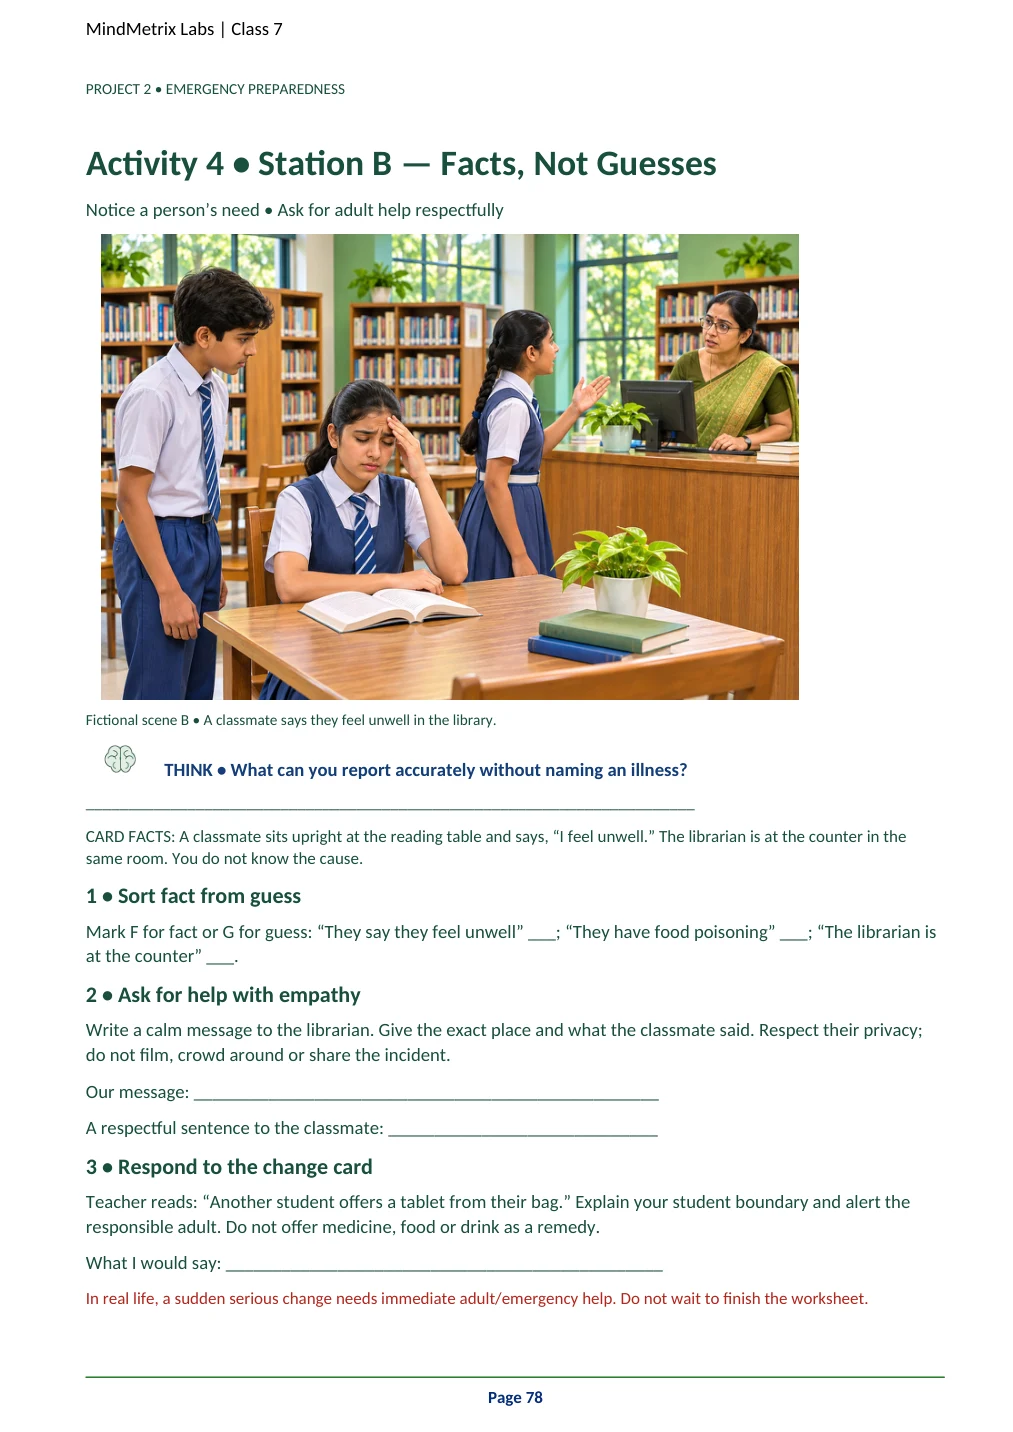 MindMetrix Labs | Class 7
PROJECT 2 • EMERGENCY PREPAREDNESS
Activity 4 • Station B — Facts, Not Guesses
Notice a person’s need • Ask for adult help respectfully
Fictional scene B • A classmate says they feel unwell in the library.
THINK • What can you report accurately without naming an illness?
_______________________________________________________________________
CARD FACTS: A classmate sits upright at the reading table and says, “I feel unwell.” The librarian is at the counter in the
same room. You do not know the cause.
1 • Sort fact from guess
Mark F for fact or G for guess: “They say they feel unwell” ___; “They have food poisoning” ___; “The librarian is
at the counter” ___.
2 • Ask for help with empathy
Write a calm message to the librarian. Give the exact place and what the classmate said. Respect their privacy;
do not film, crowd around or share the incident.
Our message: __________________________________________________
A respectful sentence to the classmate: _____________________________
3 • Respond to the change card
Teacher reads: “Another student offers a tablet from their bag.” Explain your student boundary and alert the
responsible adult. Do not offer medicine, food or drink as a remedy.
What I would say: _______________________________________________
In real life, a sudden serious change needs immediate adult/emergency help. Do not wait to finish the worksheet.
Page 78